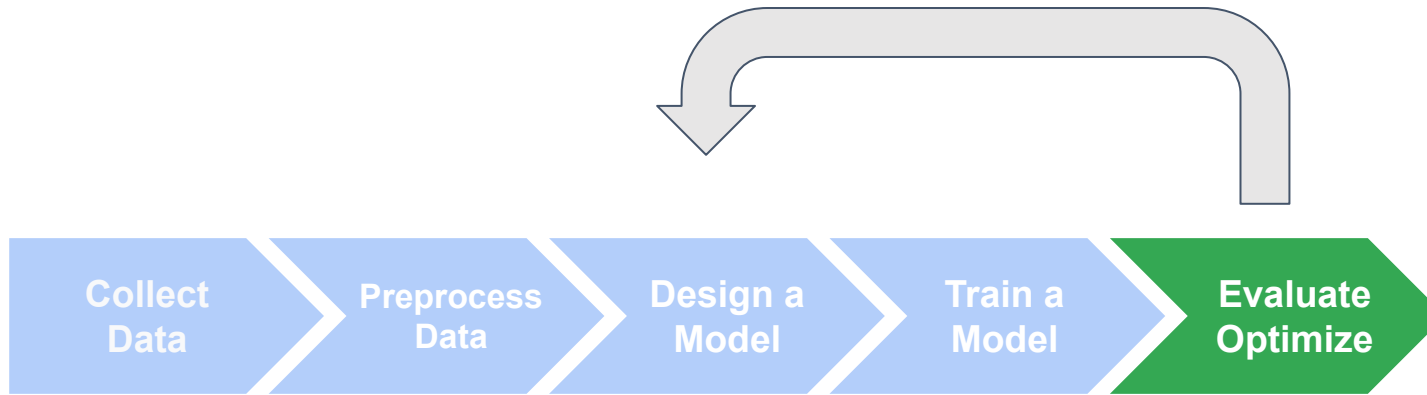 Collect
Data
Preprocess
Data
Design a
Model
Train a
Model
Evaluate
Optimize